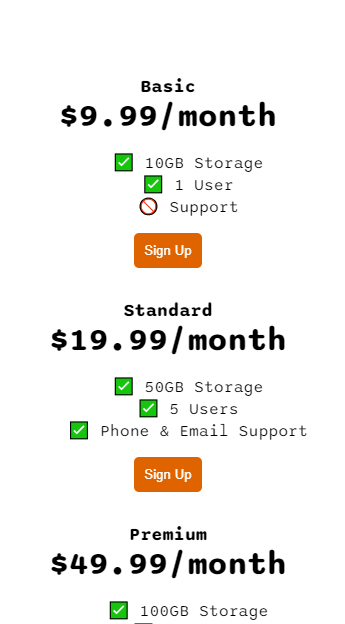 Basic
$9.99/month
✅ 10GB Storage
✅ 1 User
🚫 Support
Sign Up
Standard
$19.99/month
✅ 50GB Storage
✅ 5 Users
✅ Phone & Email Support
Sign Up
Premium
$49.99/month
✅ 100GB Storage